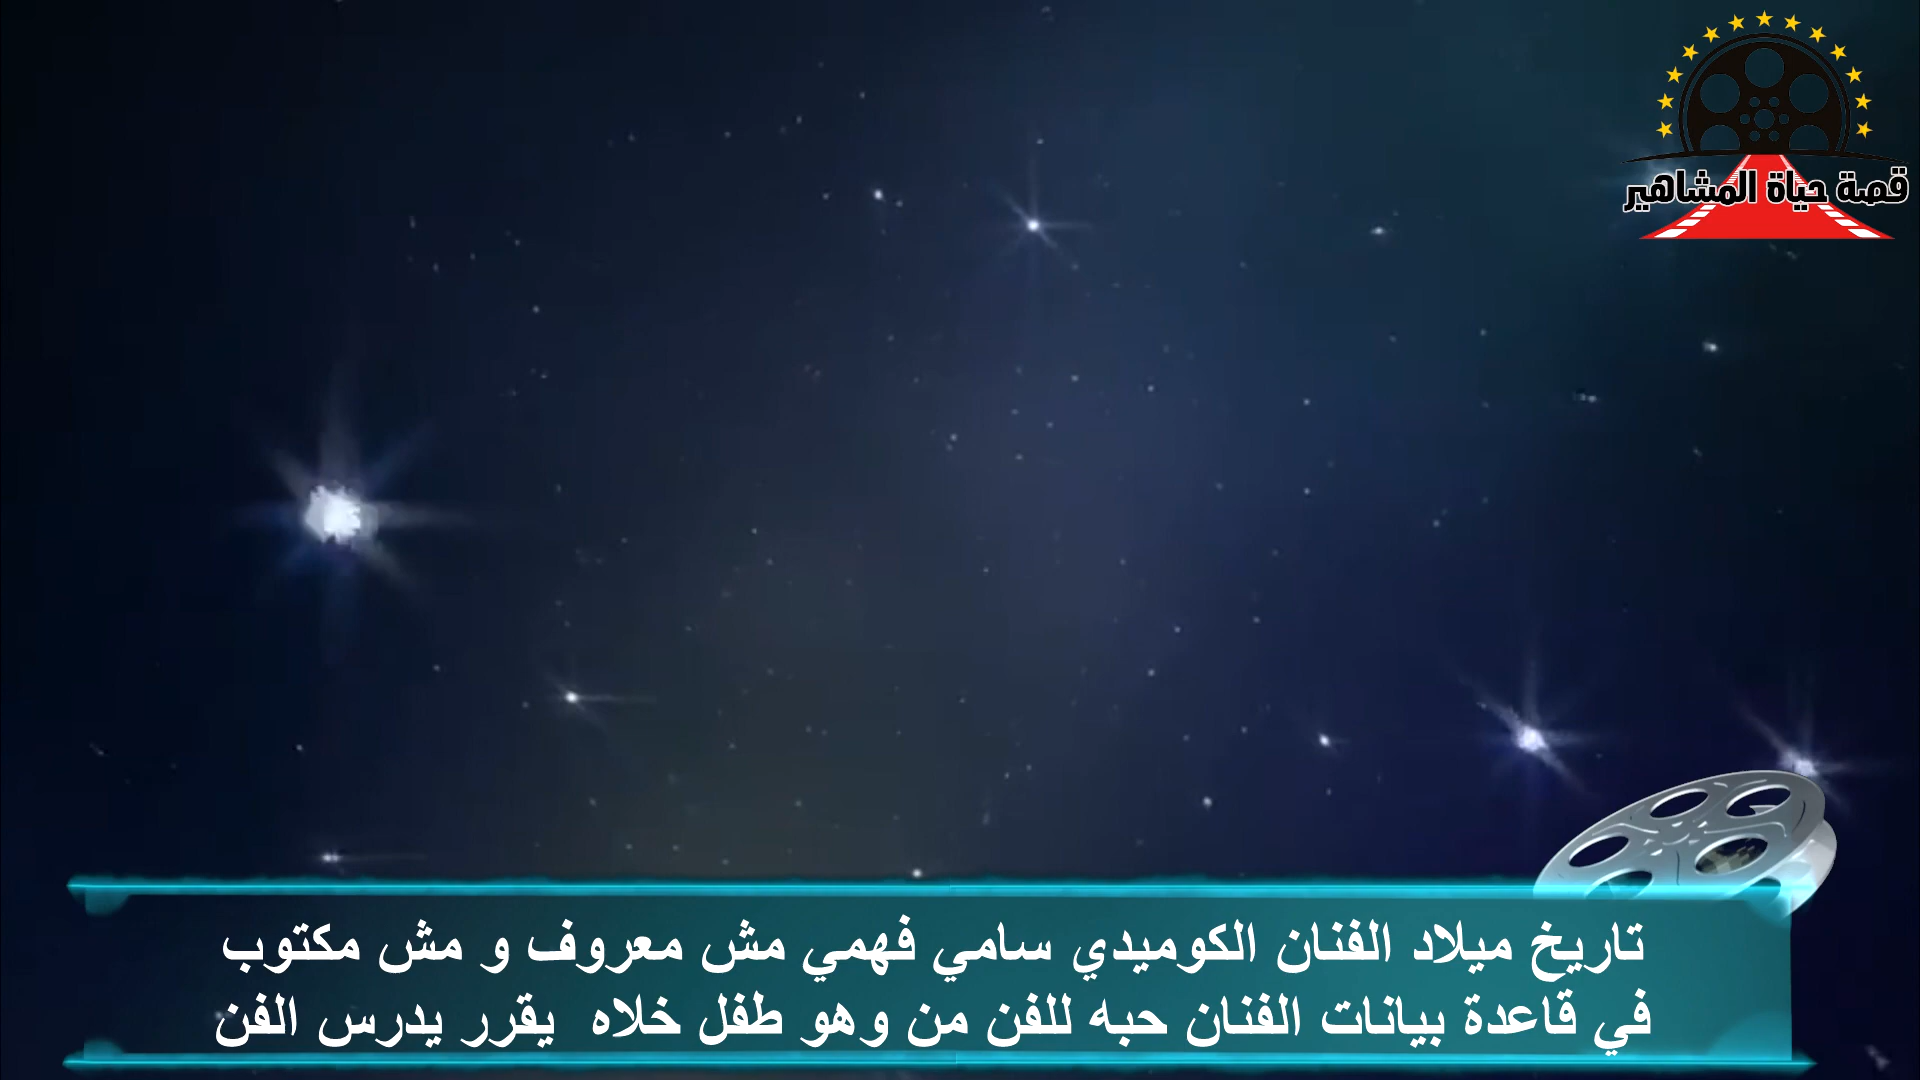 قصة حياة المشاهير
تاريخ ميلاد الفنان الكوميدي سامي فهمي مش معروف و مش مكتوب
في قاعدة بيانات الفنان حبه للفن من وهو طفل خلاه يقرر يدرس الفن